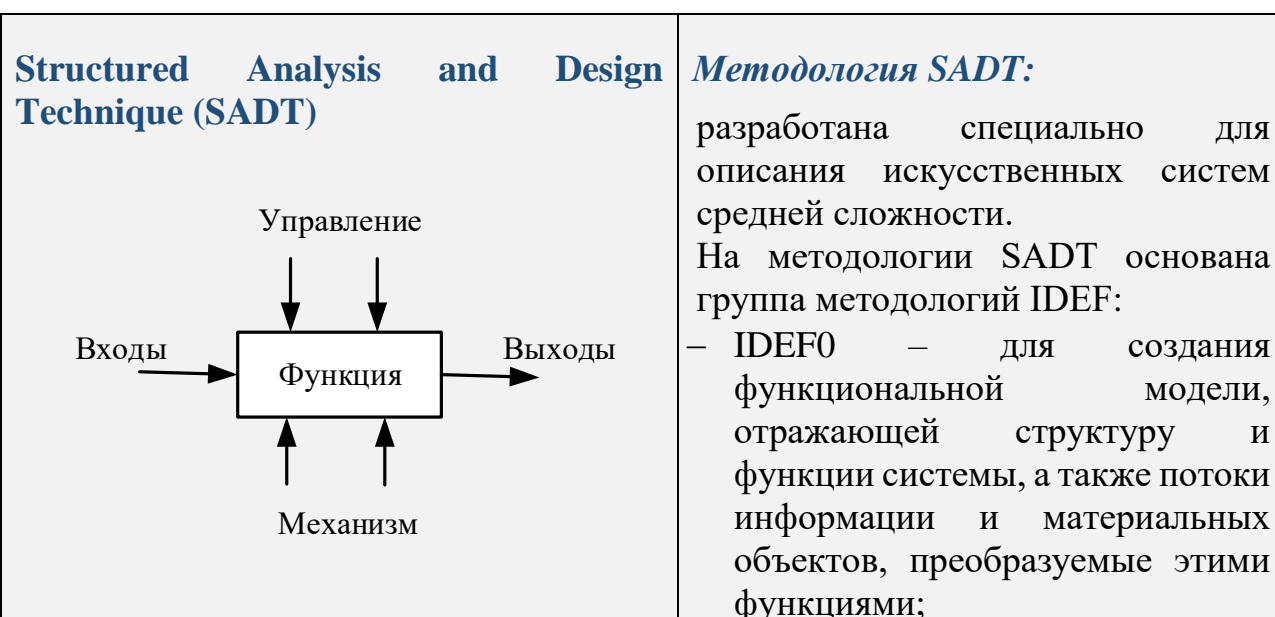 Structured Analysis and Design
Technique (SADT)
Управление
Входы
Выходы
Функция
Механизм
Методология SADT:
разработана специально для
описания искусственных систем
средней сложности.
На методологии SADT основана
группа методологий IDEF:
– IDEF0 – для создания
функциональной модели,
отражающей структуру и
функции системы, а также потоки
информации и материальных
объектов, преобразуемые этими
функциями;